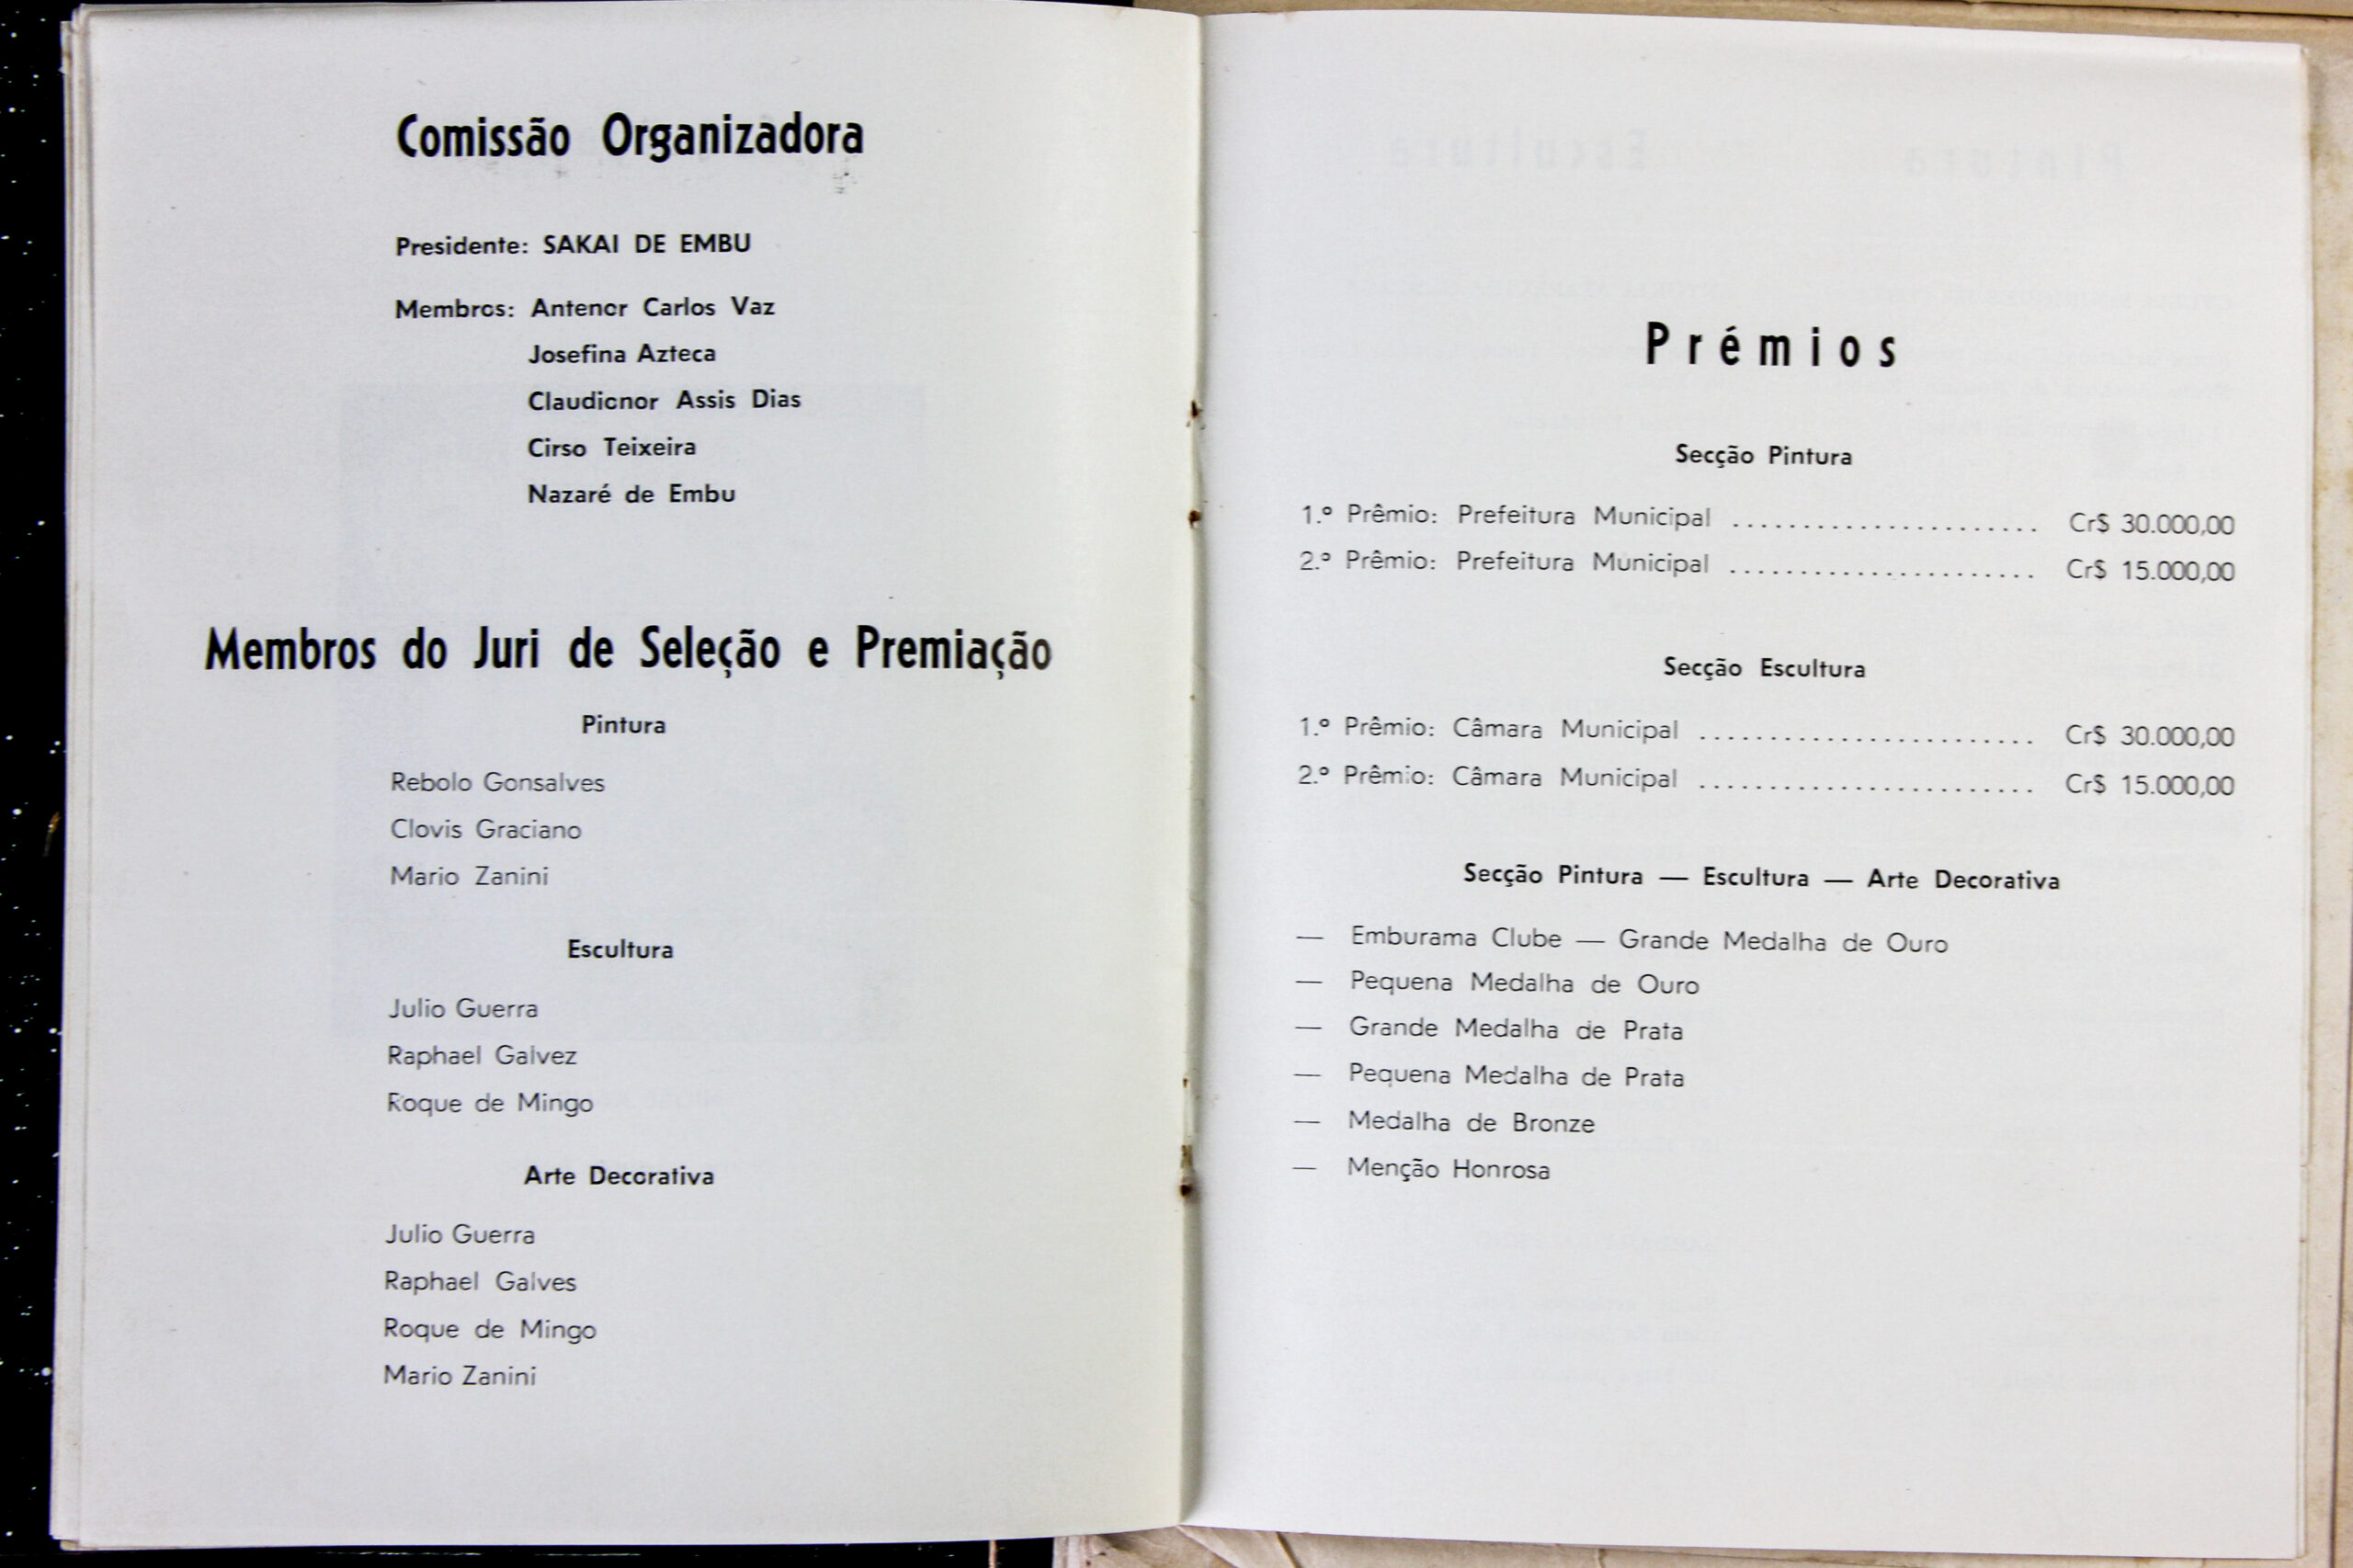 Comissão Organizadora
Presidente: SAKAI DE EMBU
Membros: Antenor Carlos Vaz
Josefina Azteca
Claudionor Assis Dias
Cirso Teixeira
Nazaré de Embu
Membros do Juri de Seleção e Premiação
Pintura
Rebolo Gonsalves
Clovis Graciano
Mario Zanini
Escultura
Julio Guerra
Raphael Galvez
Roque de Mingo
Arte Decorativa
Julio Guerra
Raphael Galves
Roque de Mingo
Mario Zanini
Prémios
Secção Pintura
1.º Prêmio: Prefeitura Municipal ...................... Cr$ 30.000,00
2.º Prêmio: Prefeitura Municipal ...................... Cr$ 15.000,00
Secção Escultura
1.º Prêmio: Câmara Municipal ........................ Cr$ 30.000,00
2.º Prêmio: Câmara Municipal ........................ Cr$ 15.000,00
Secção Pintura — Escultura — Arte Decorativa
— Emburama Clube — Grande Medalha de Ouro
— Pequena Medalha de Ouro
— Grande Medalha de Prata
— Pequena Medalha de Prata
— Medalha de Bronze
— Menção Honrosa